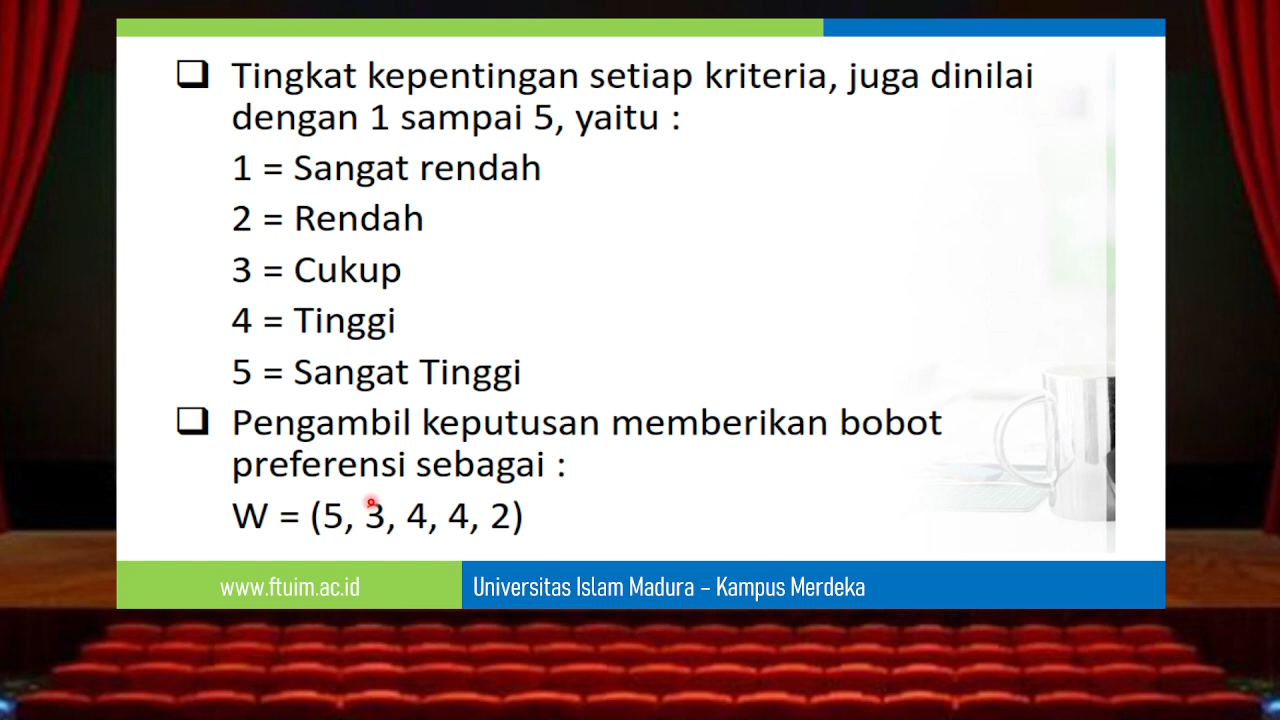 Tingkat kepentingan setiap kriteria, juga dinilai
dengan 1 sampai 5, yaitu :
1 = Sangat rendah
2 = Rendah
3 = Cukup
4 = Tinggi
5 = Sangat Tinggi
Pengambil keputusan memberikan bobot
preferensi sebagai :
W = (5, 3, 4, 4, 2)
www.ftuim.ac.id
Universitas Islam Madura – Kampus Merdeka